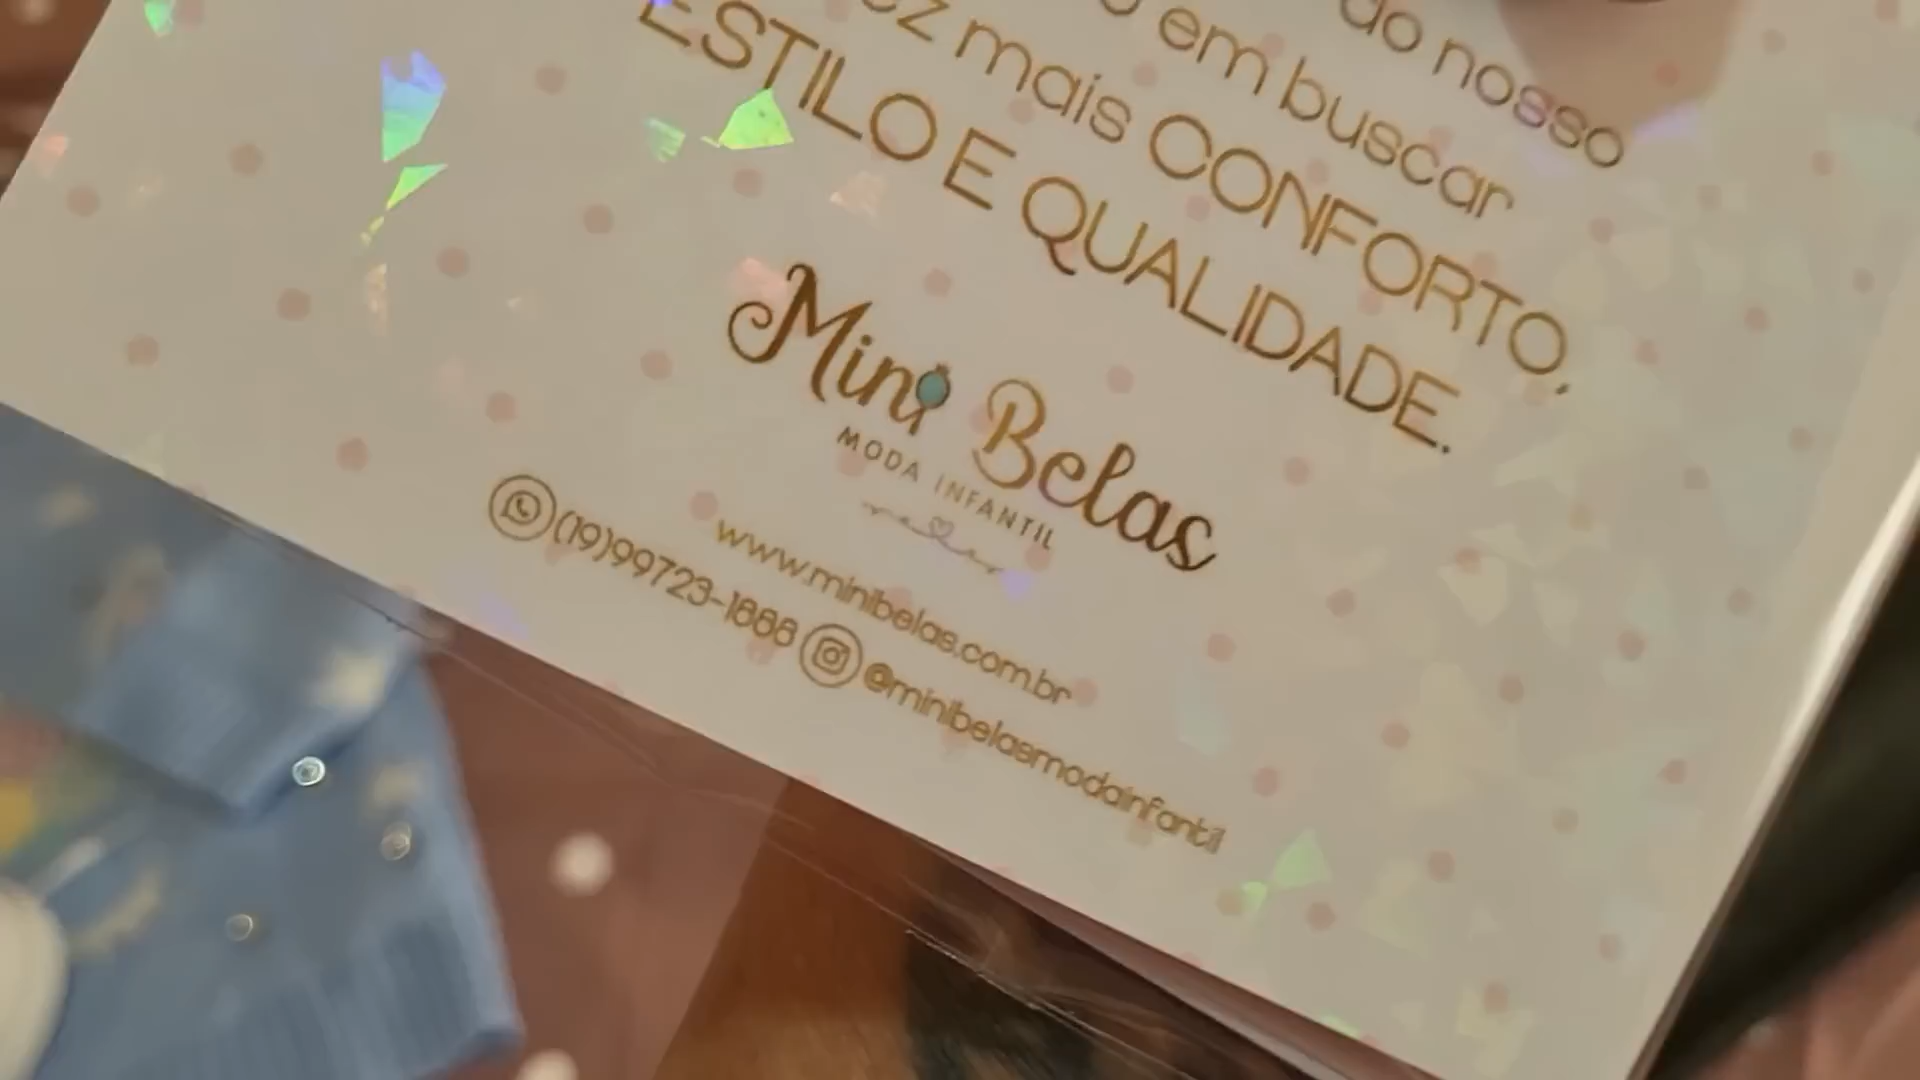 do nosso
em buscar
mais CONFORTO,
ESTILO E QUALIDADE.
Mini Belas
MODA INFANTIL
www.minibelas.com.br
(19)99723-1888 @minibelasmodainfantil